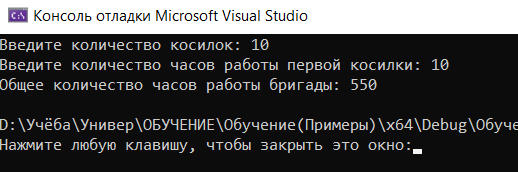 Консоль отладки Microsoft Visual Studio
Введите количество косилок: 10
Введите количество часов работы первой косилки: 10
Общее количество часов работы бригады: 550
D:\Учёба\Универ\ОБУЧЕНИЕ\Обучение(Примеры)\x64\Debug\Обуче
Нажмите любую клавишу, чтобы закрыть это окно: